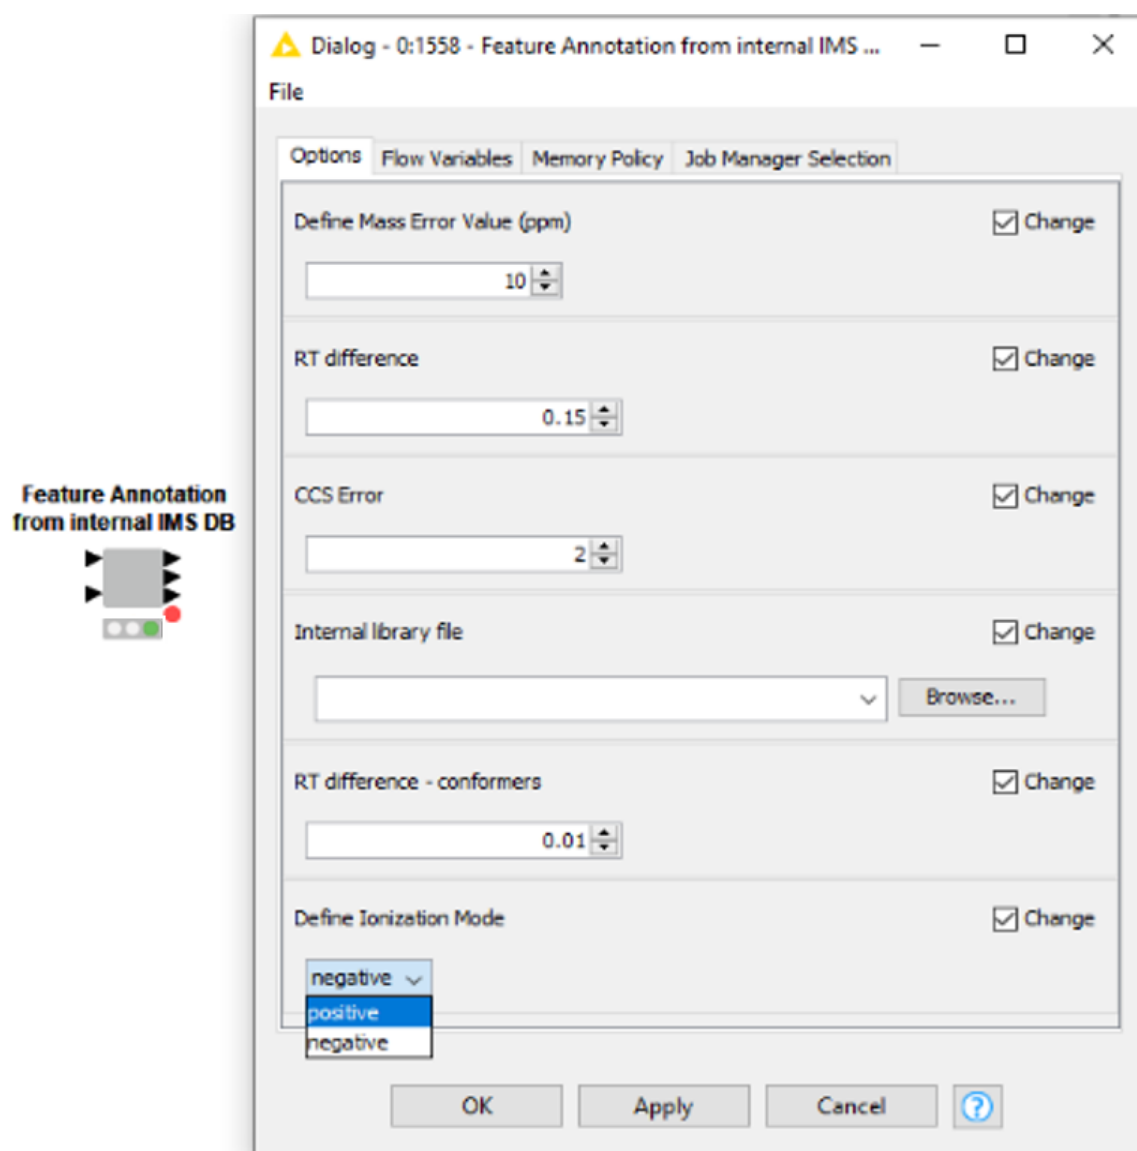 Dialog - 0:1558 - Feature Annotation from internal IMS ...
File
Options Flow Variables Memory Policy Job Manager Selection
Define Mass Error Value (ppm) Change
10
RT difference Change
0.15
Feature Annotation
from internal IMS DB
CCS Error Change
2
Internal library file Change
Browse...
RT difference - conformers Change
0.01
Define Ionization Mode Change
negative
positive
negative
OK Apply Cancel ?